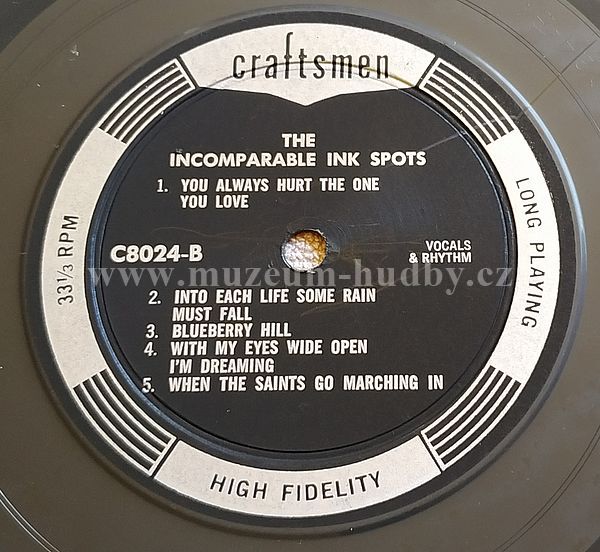 craftsmen
THE
INCOMPARABLE INK SPOTS
1. YOU ALWAYS HURT THE ONE
YOU LOVE
C8024-B
VOCALS
& RHYTHM
33⅓ RPM
LONG PLAYING
www.muzeum-hudby.cz
2. INTO EACH LIFE SOME RAIN
MUST FALL
3. BLUEBERRY HILL
4. WITH MY EYES WIDE OPEN
I'M DREAMING
5. WHEN THE SAINTS GO MARCHING IN
HIGH FIDELITY